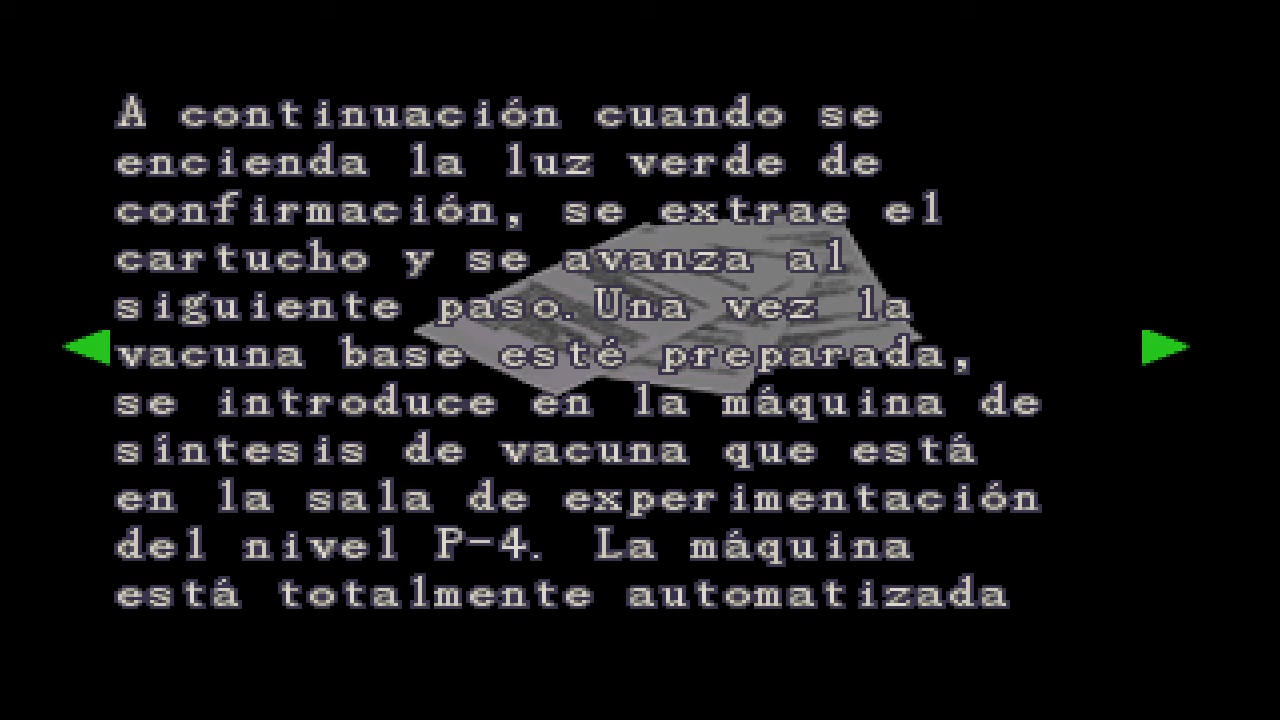 A continuación cuando se
encienda la luz verde de
confirmación, se extrae el
cartucho y se avanza al
siguiente paso. Una vez la
vacuna base esté preparada,
se introduce en la máquina de
síntesis de vacuna que está
en la sala de experimentación
del nivel P-4. La máquina
está totalmente automatizada